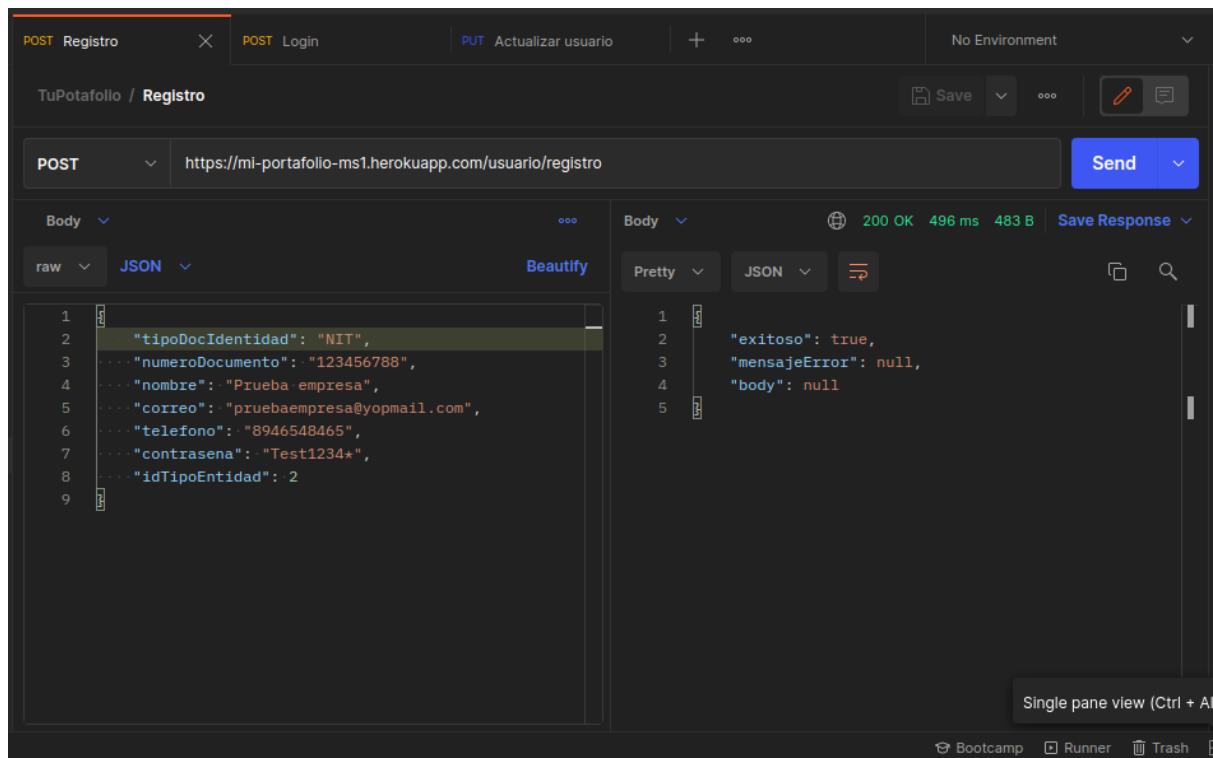 POST Registro
POST Login
PUT Actualizar usuario
No Environment
TuPotafolio / Registro
Save
POST
https://mi-portafolio-ms1.herokuapp.com/usuario/registro
Send
Body
raw
JSON
Beautify
1 {
2 "tipoDocIdentidad": "NIT",
3 "numeroDocumento": "123456788",
4 "nombre": "Prueba empresa",
5 "correo": "pruebaempresa@yopmail.com",
6 "telefono": "8946548465",
7 "contrasena": "Test1234*",
8 "idTipoEntidad": 2
9 }
Body
200 OK 496 ms 483 B Save Response
Pretty
JSON
1 {
2 "exitoso": true,
3 "mensajeError": null,
4 "body": null
5 }
Single pane view (Ctrl + Al
Bootcamp
Runner
Trash